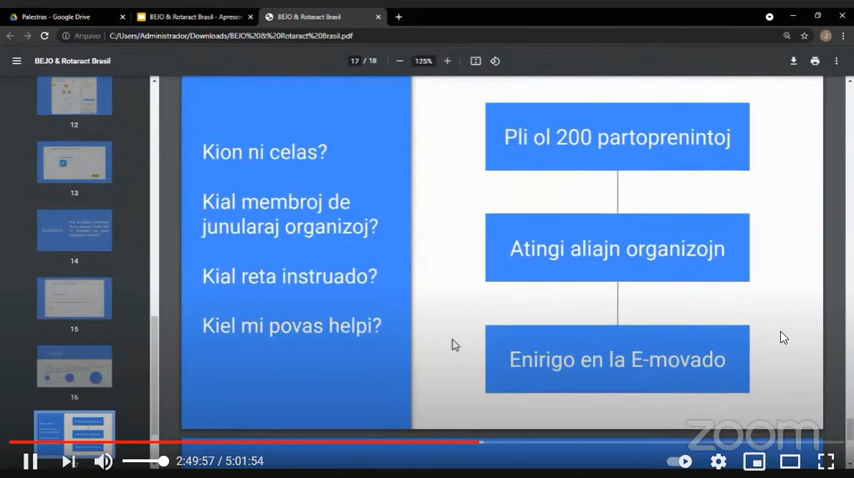 Palestras - Google Drive
BEJO & Rotaract Brasil - Apresen
BEJO & Rotaract Brasil
Arquivo
C:/Users/Administrador/Downloads/BEJO%20&%20Rotaract%20Brasil.pdf
J
BEJO & Rotaract Brasil
17 / 18
125%
12
13
14
15
16
Kion ni celas?
Kial membroj de
junularaj organizoj?
Kial reta instruado?
Kiel mi povas helpi?
Pli ol 200 partoprenintoj
Atingi aliajn organizojn
Enirigo en la E-movado
zoom
2:49:57 / 5:01:54